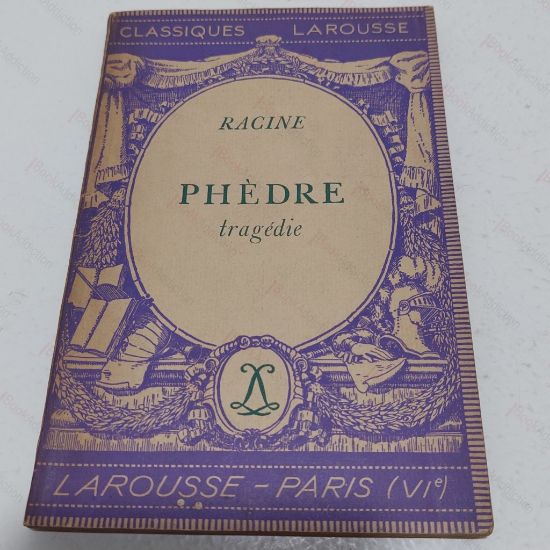 CLASSIQUES LAROUSSE
RACINE
PHÈDRE
tragédie
LAROUSSE - PARIS (VIe)